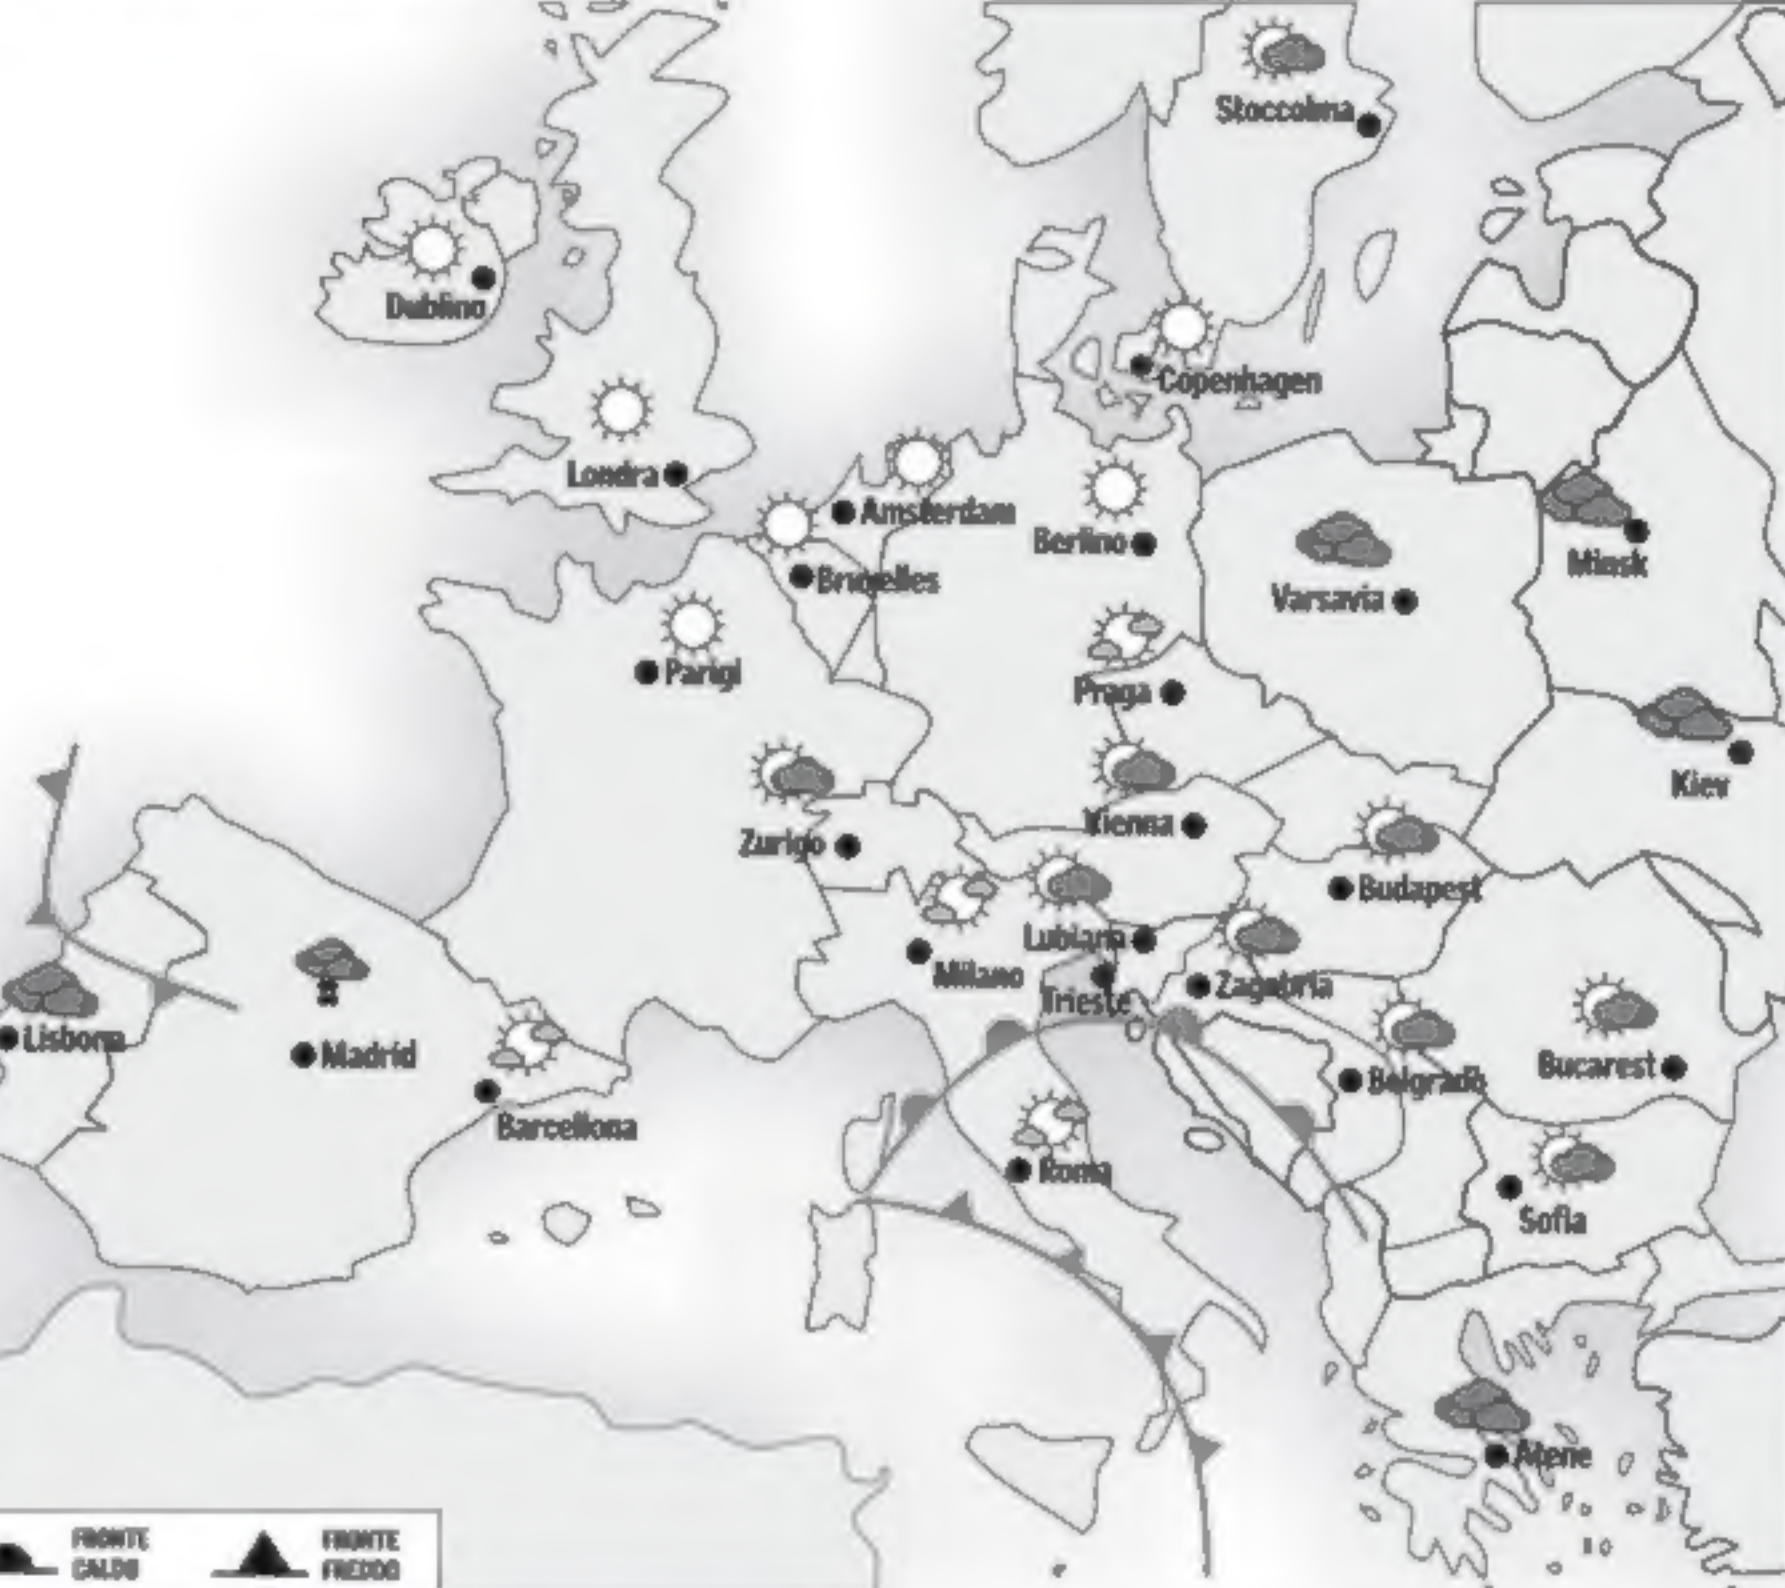 Stoccolma
Dublino
Copenhagen
Londra
Amsterdam
Berlino
Bruxelles
Minsk
Varsavia
Parigi
Praga
Kiev
Vienna
Zurigo
Budapest
Lubiana
Milano
Zagabria
Trieste
Lisbona
Madrid
Bucarest
Belgrado
Barcellona
Roma
Sofia
Atene
FRONTE
CALDO
FRONTE
FREDDO